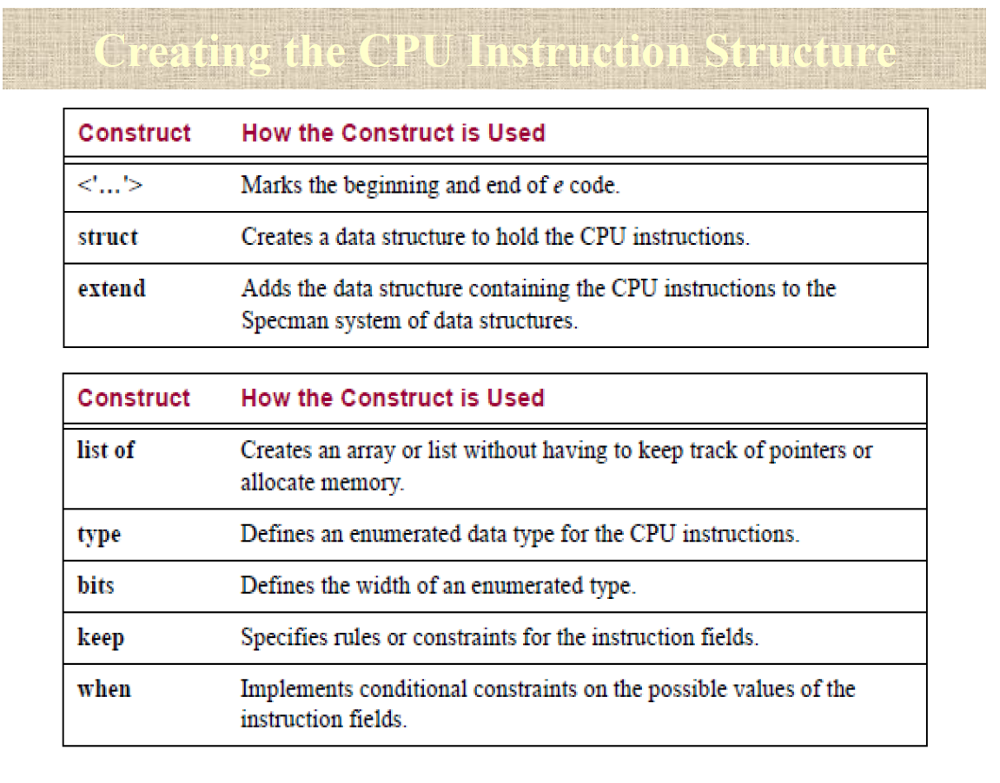 Creating the CPU Instruction Structure
Construct How the Construct is Used
<'…'> Marks the beginning and end of e code.
struct Creates a data structure to hold the CPU instructions.
extend Adds the data structure containing the CPU instructions to the
Specman system of data structures.
Construct How the Construct is Used
list of Creates an array or list without having to keep track of pointers or
allocate memory.
type Defines an enumerated data type for the CPU instructions.
bits Defines the width of an enumerated type.
keep Specifies rules or constraints for the instruction fields.
when Implements conditional constraints on the possible values of the
instruction fields.